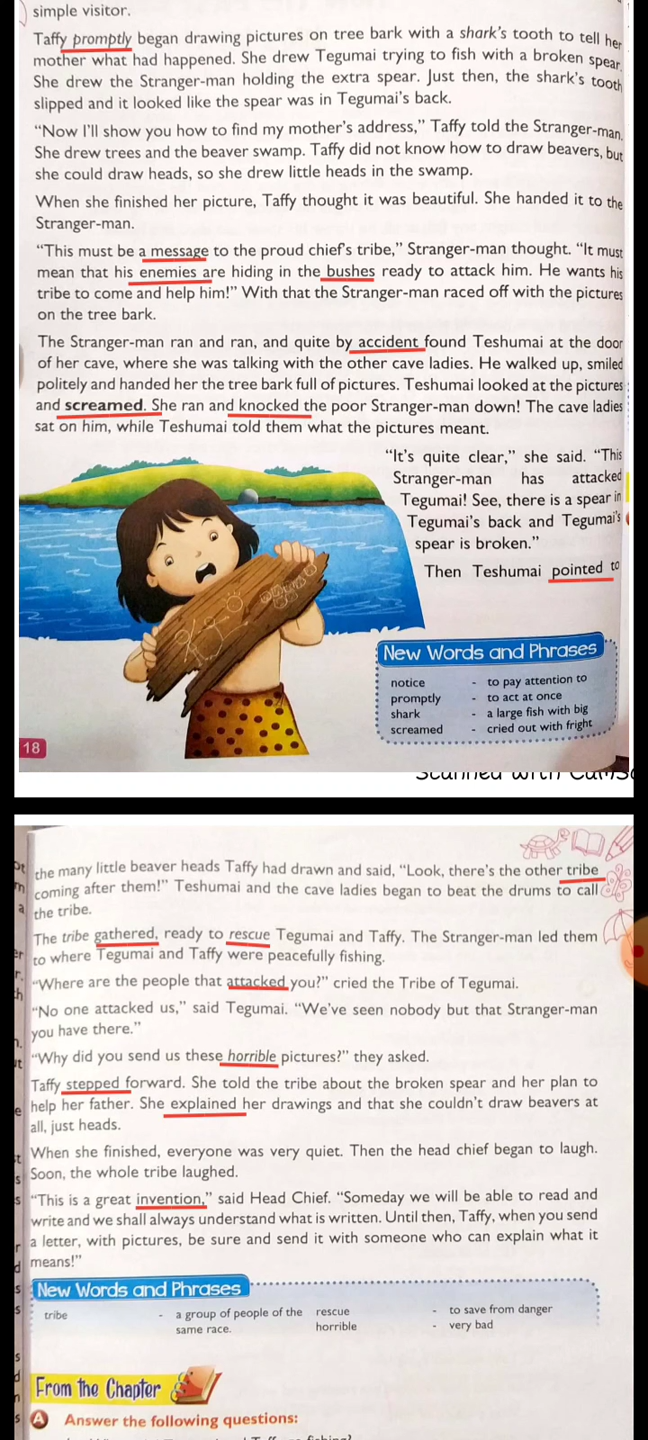 simple visitor.
Taffy promptly began drawing pictures on tree bark with a shark's tooth to tell her
mother what had happened. She drew Tegumai trying to fish with a broken spear.
She drew the Stranger-man holding the extra spear. Just then, the shark's tooth
slipped and it looked like the spear was in Tegumai's back.
"Now I'll show you how to find my mother's address," Taffy told the Stranger-man.
She drew trees and the beaver swamp. Taffy did not know how to draw beavers, but
she could draw heads, so she drew little heads in the swamp.
When she finished her picture, Taffy thought it was beautiful. She handed it to the
Stranger-man.
"This must be a message to the proud chief's tribe," Stranger-man thought. "It must
mean that his enemies are hiding in the bushes ready to attack him. He wants his
tribe to come and help him!" With that the Stranger-man raced off with the pictures
on the tree bark.
The Stranger-man ran and ran, and quite by accident found Teshumai at the door
of her cave, where she was talking with the other cave ladies. He walked up, smiled
politely and handed her the tree bark full of pictures. Teshumai looked at the pictures
and screamed. She ran and knocked the poor Stranger-man down! The cave ladies
sat on him, while Teshumai told them what the pictures meant.
"It's quite clear," she said. "This
Stranger-man has attacked
Tegumai! See, there is a spear in
Tegumai's back and Tegumai's
spear is broken."
Then Teshumai pointed to
New Words and Phrases
notice - to pay attention to
promptly - to act at once
shark - a large fish with big
screamed - cried out with fright
18
Scanned with
the many little beaver heads Taffy had drawn and said, "Look, there's the other tribe
coming after them!" Teshumai and the cave ladies began to beat the drums to call
the tribe.
The tribe gathered, ready to rescue Tegumai and Taffy. The Stranger-man led them
to where Tegumai and Taffy were peacefully fishing.
"Where are the people that attacked you?" cried the Tribe of Tegumai.
"No one attacked us," said Tegumai. "We've seen nobody but that Stranger-man
you have there."
"Why did you send us these horrible pictures?" they asked.
Taffy stepped forward. She told the tribe about the broken spear and her plan to
help her father. She explained her drawings and that she couldn't draw beavers at
all, just heads.
When she finished, everyone was very quiet. Then the head chief began to laugh.
Soon, the whole tribe laughed.
"This is a great invention," said Head Chief. "Someday we will be able to read and
write and we shall always understand what is written. Until then, Taffy, when you send
a letter, with pictures, be sure and send it with someone who can explain what it
means!"
New Words and Phrases
tribe - a group of people of the same race.
rescue - to save from danger
horrible - very bad
From the Chapter
A Answer the following questions: